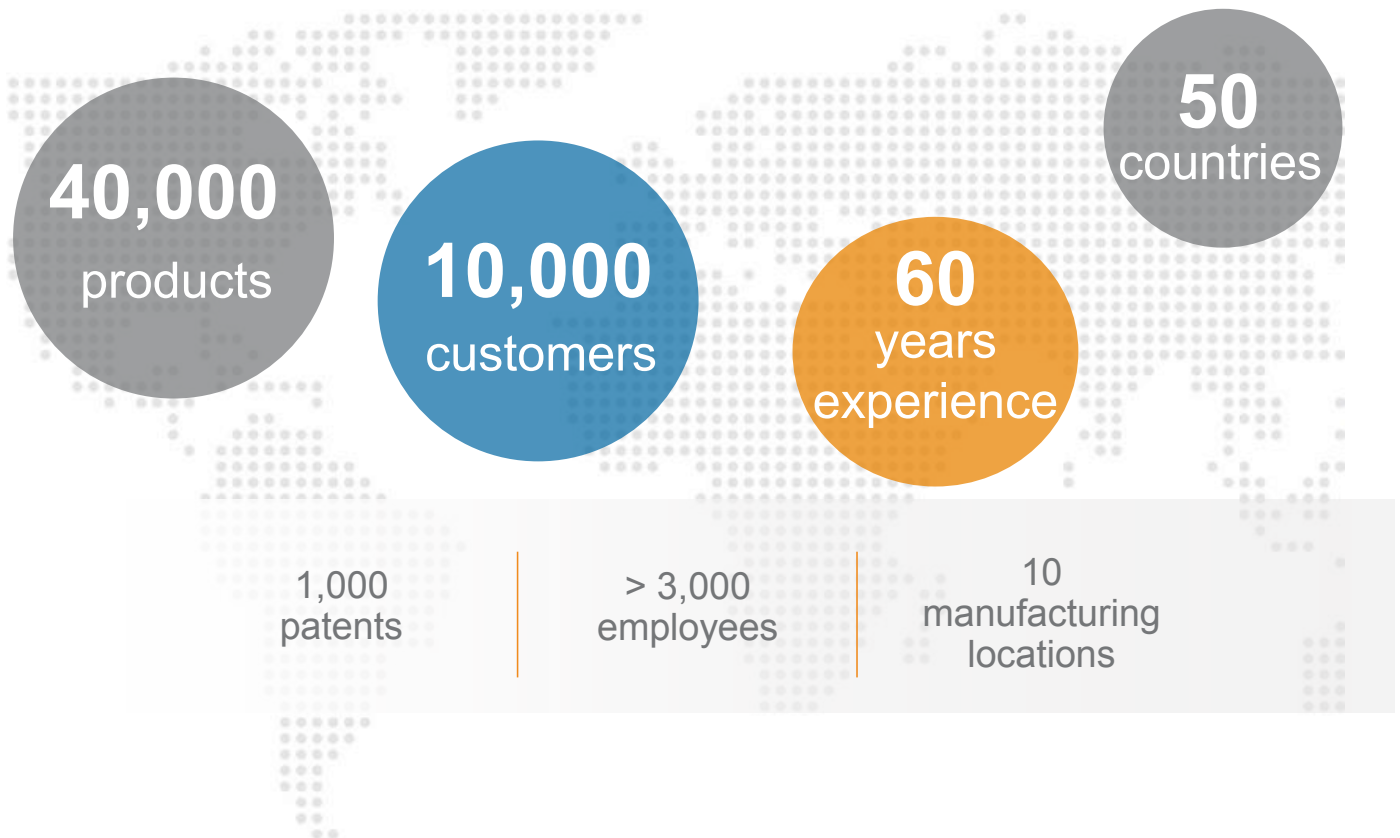 40,000
products
10,000
customers
60
years
experience
50
countries
1,000
patents
> 3,000
employees
10
manufacturing
locations